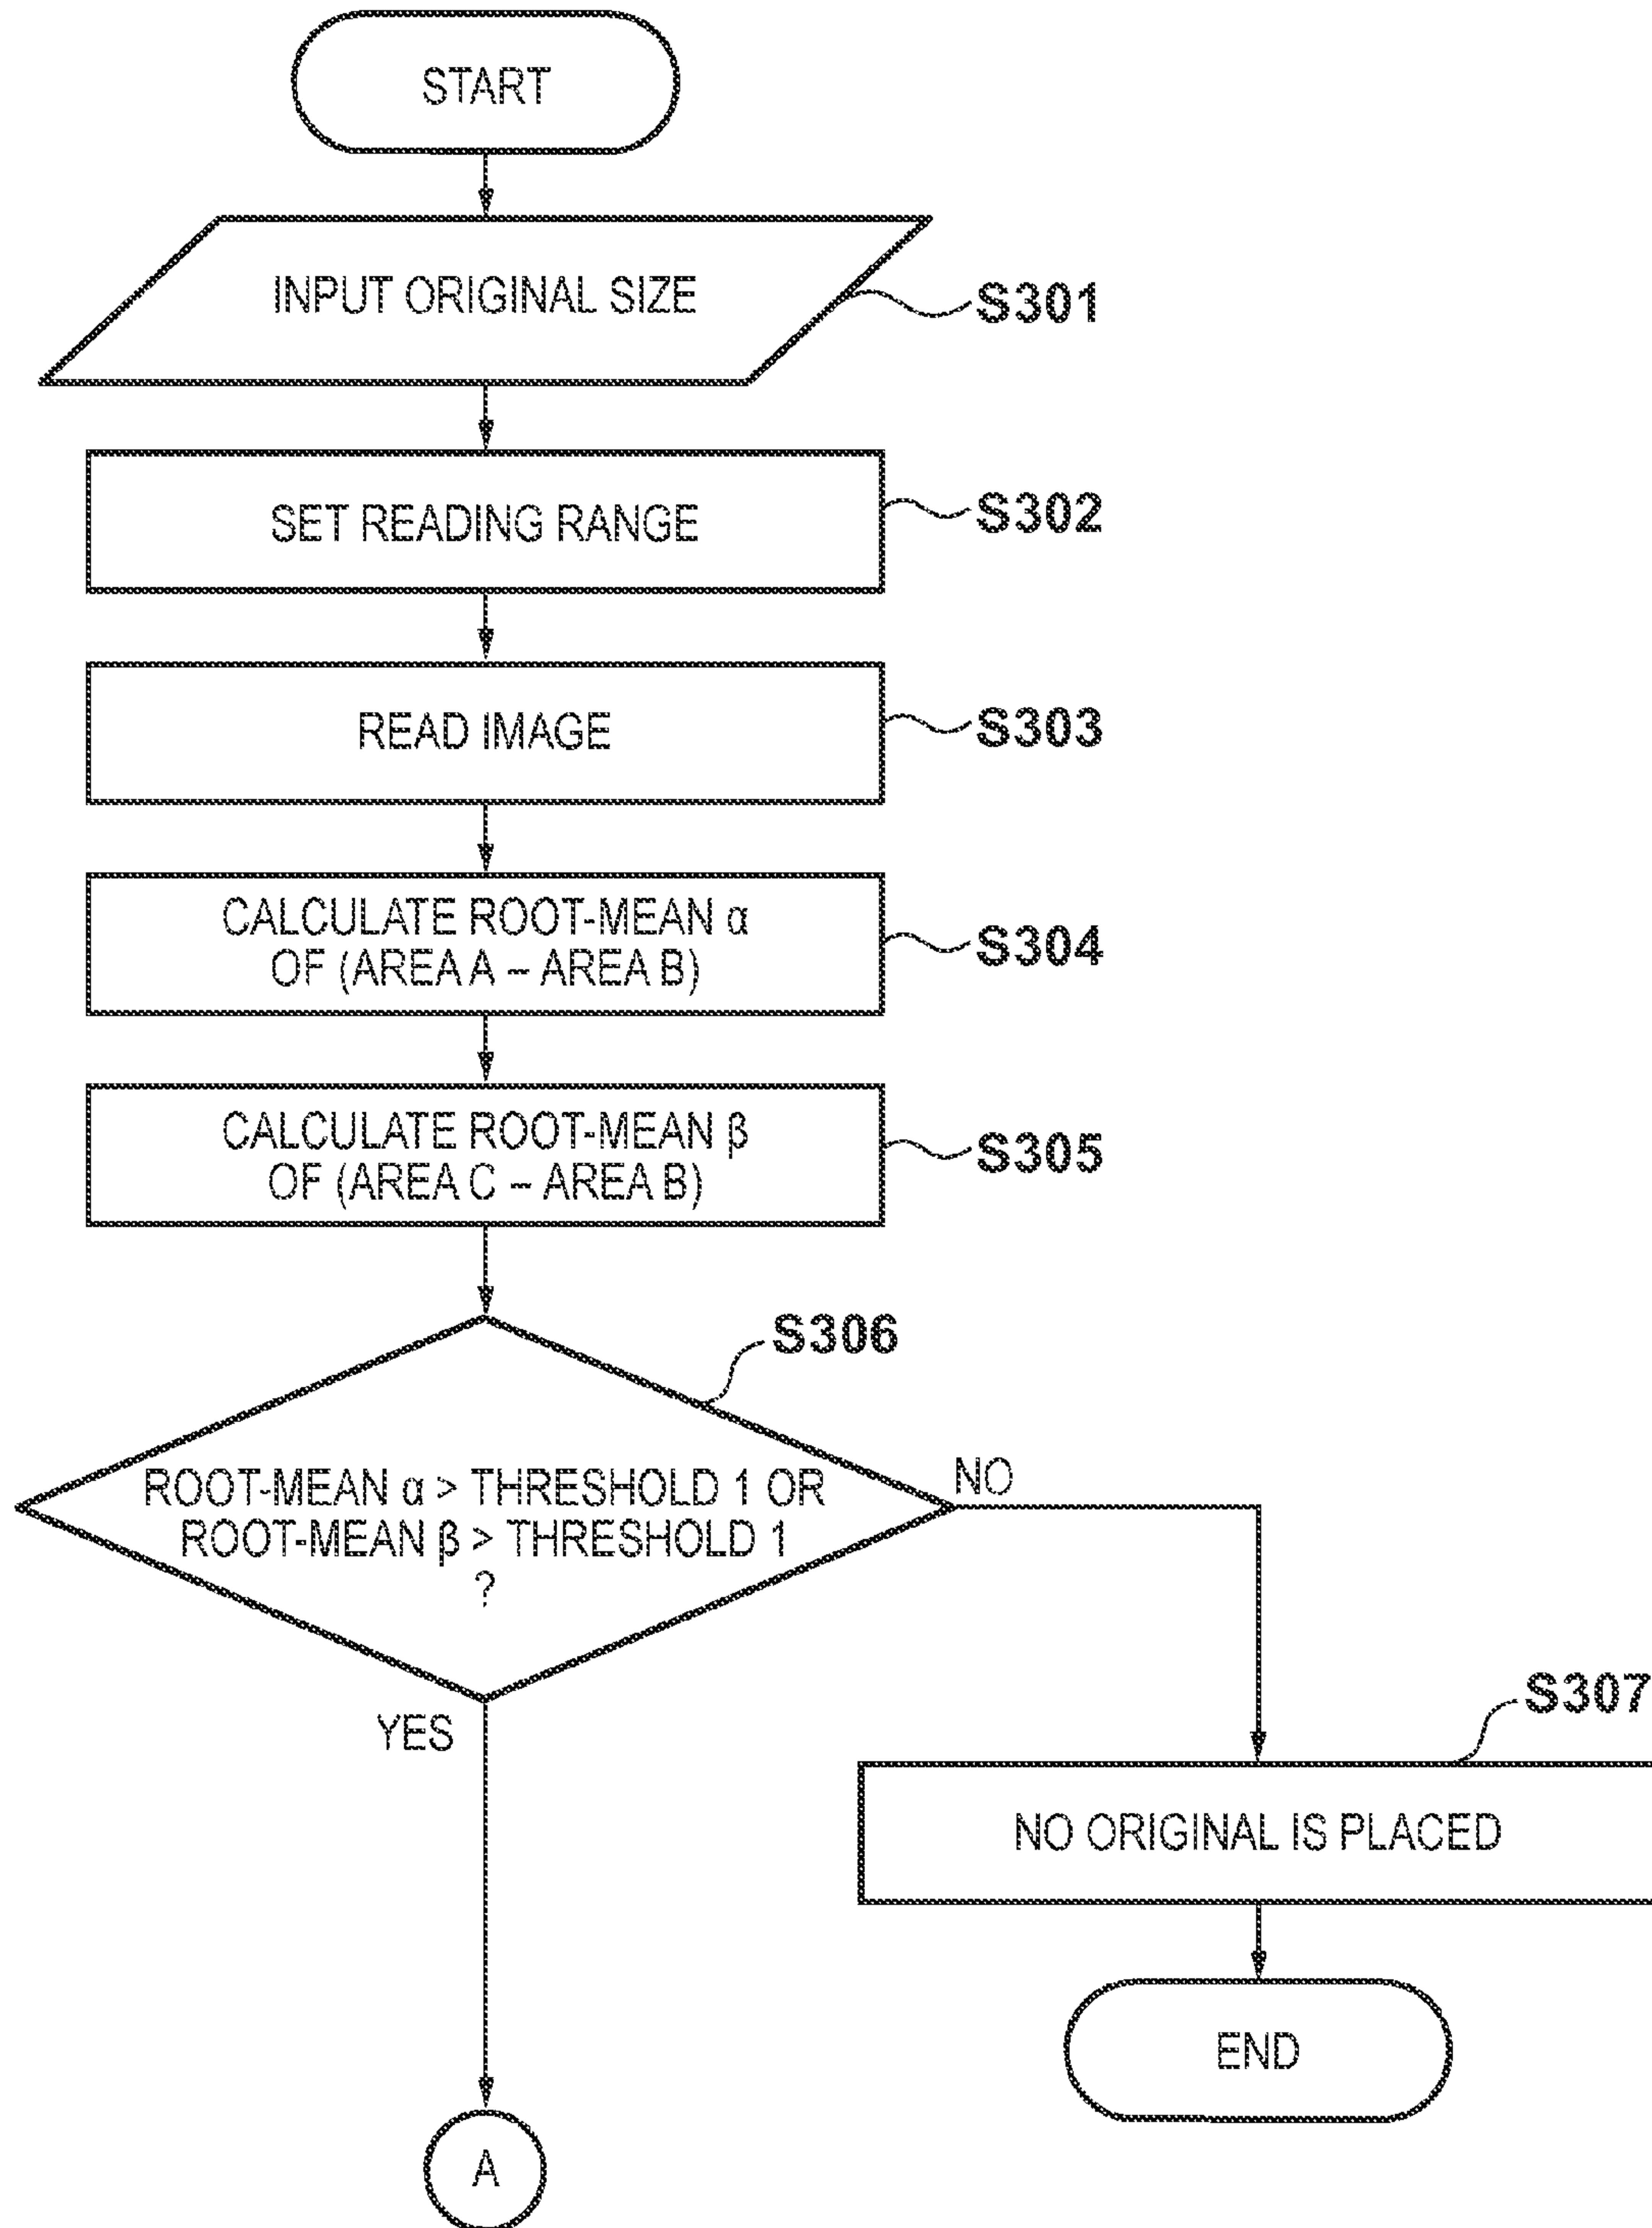 START
INPUT ORIGINAL SIZE
S301
SET READING RANGE
S302
READ IMAGE
S303
CALCULATE ROOT-MEAN α
OF (AREA A – AREA B)
S304
CALCULATE ROOT-MEAN β
OF (AREA C – AREA B)
S305
S306
ROOT-MEAN α > THRESHOLD 1 OR
ROOT-MEAN β > THRESHOLD 1
?
NO
YES
S307
NO ORIGINAL IS PLACED
END
A